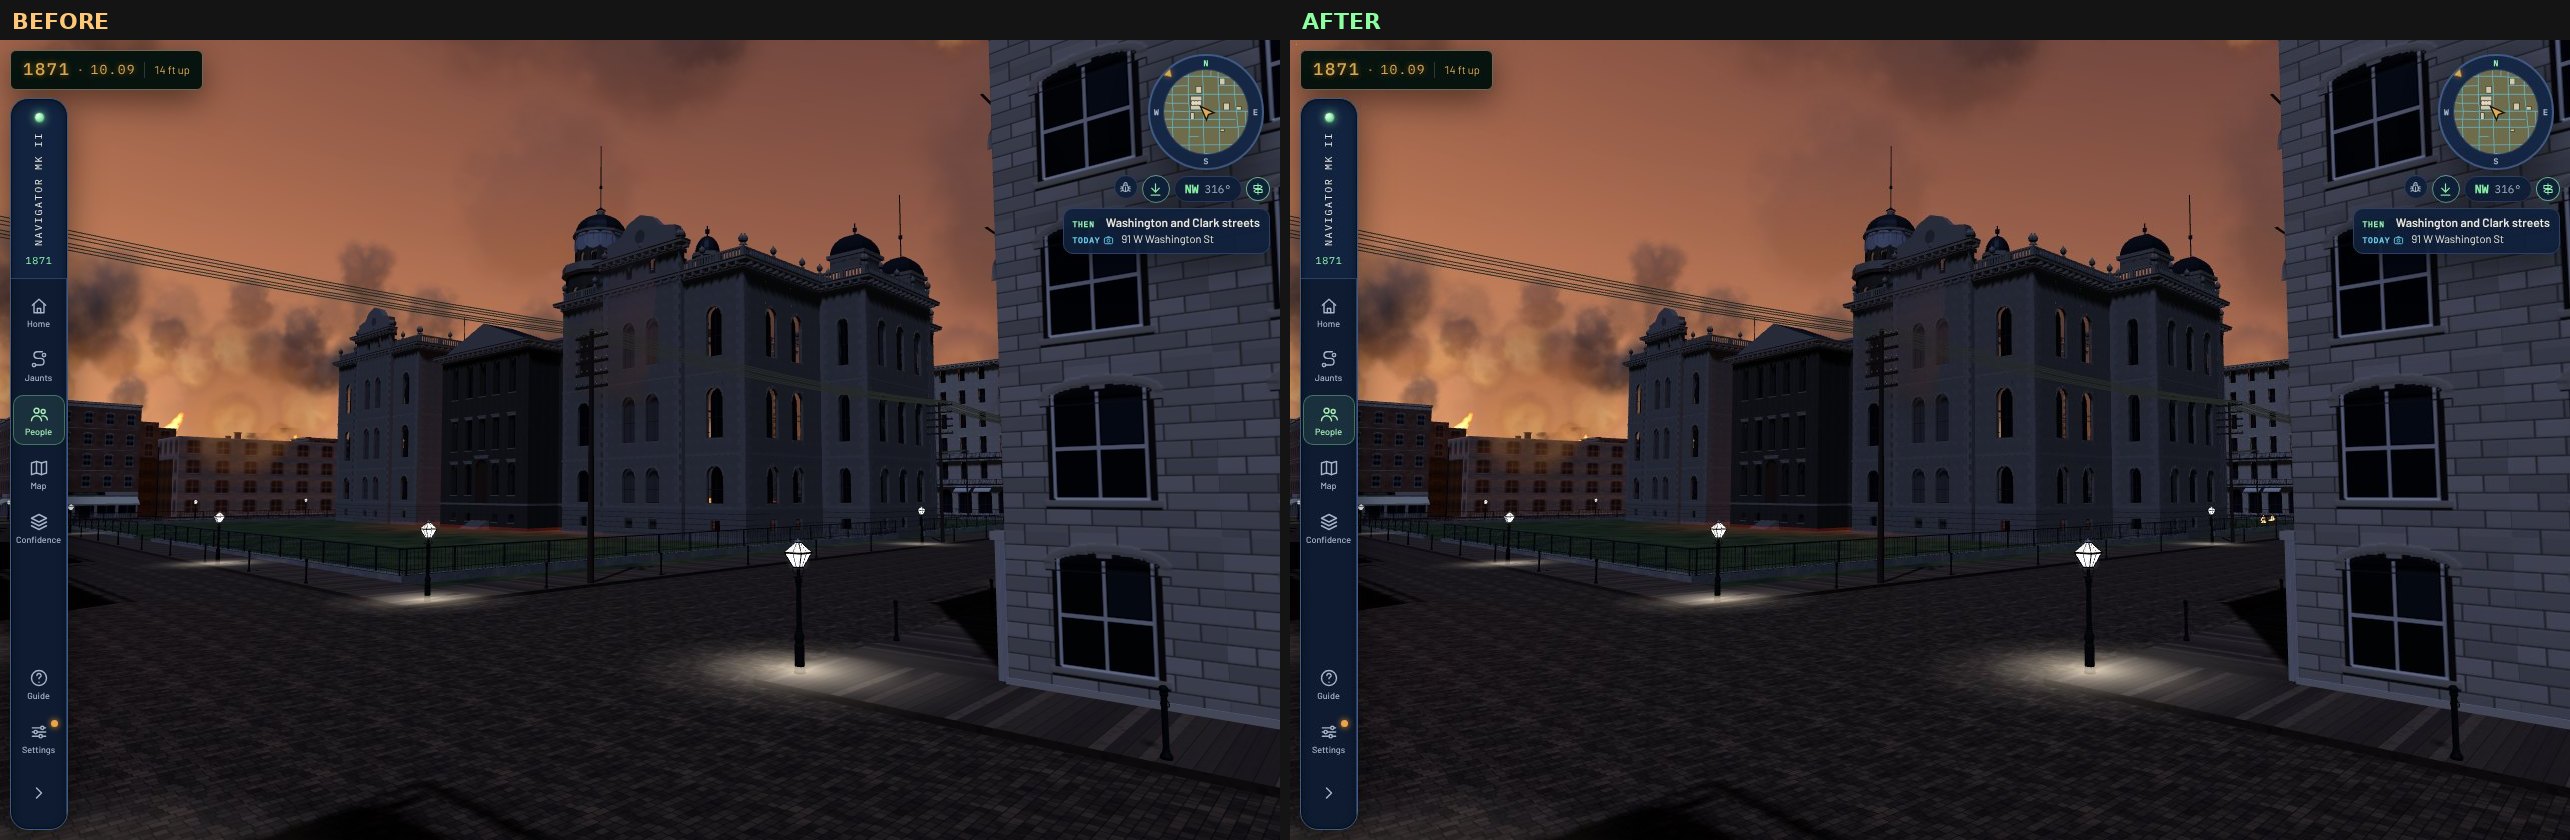 BEFORE
1871 · 10.09 14 ft up
NAVIGATOR MK II
1871
Home
Jaunts
People
Map
Confidence
Guide
Settings
N
W E
S
NW 316°
THEN Washington and Clark streets
TODAY 91 W Washington St
AFTER
1871 · 10.09 14 ft up
NAVIGATOR MK II
1871
Home
Jaunts
People
Map
Confidence
Guide
Settings
N
W E
S
NW 316°
THEN Washington and Clark streets
TODAY 91 W Washington St